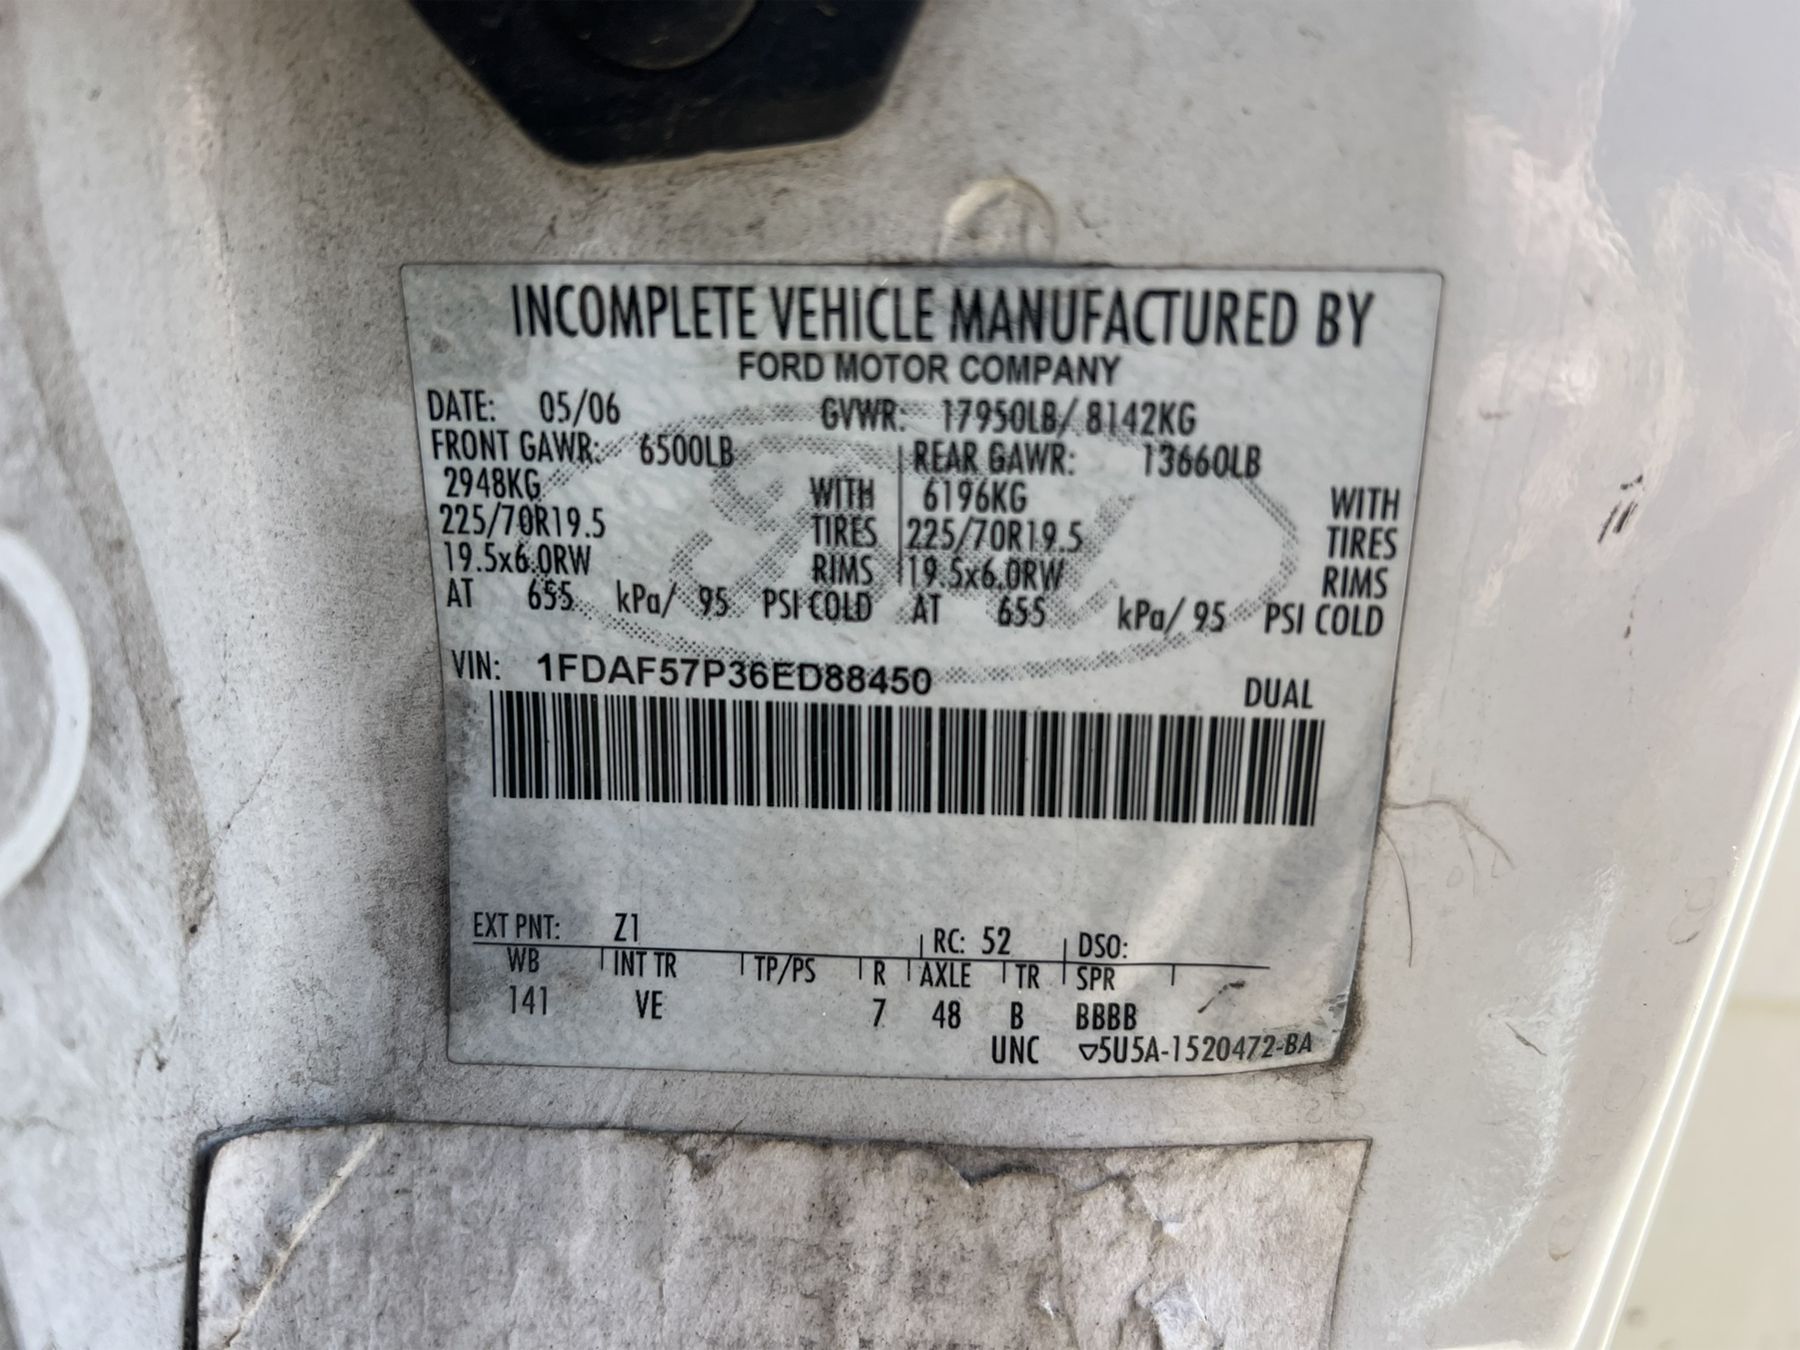 INCOMPLETE VEHICLE MANUFACTURED BY
FORD MOTOR COMPANY
DATE: 05/06 GVWR: 17950LB/ 8142KG
FRONT GAWR: 6500LB REAR GAWR: 13660LB
2948KG WITH 6196KG WITH
225/70R19.5 TIRES 225/70R19.5 TIRES
19.5x6.0RW RIMS 19.5x6.0RW RIMS
AT 655 kPa/ 95 PSI COLD AT 655 kPa/ 95 PSI COLD
VIN: 1FDAF57P36ED88450 DUAL
EXT PNT: Z1 RC: 52 DSO:
WB INT TR TP/PS R AXLE TR SPR
141 VE 7 48 B BBBB
UNC ▽5U5A-1520472-BA